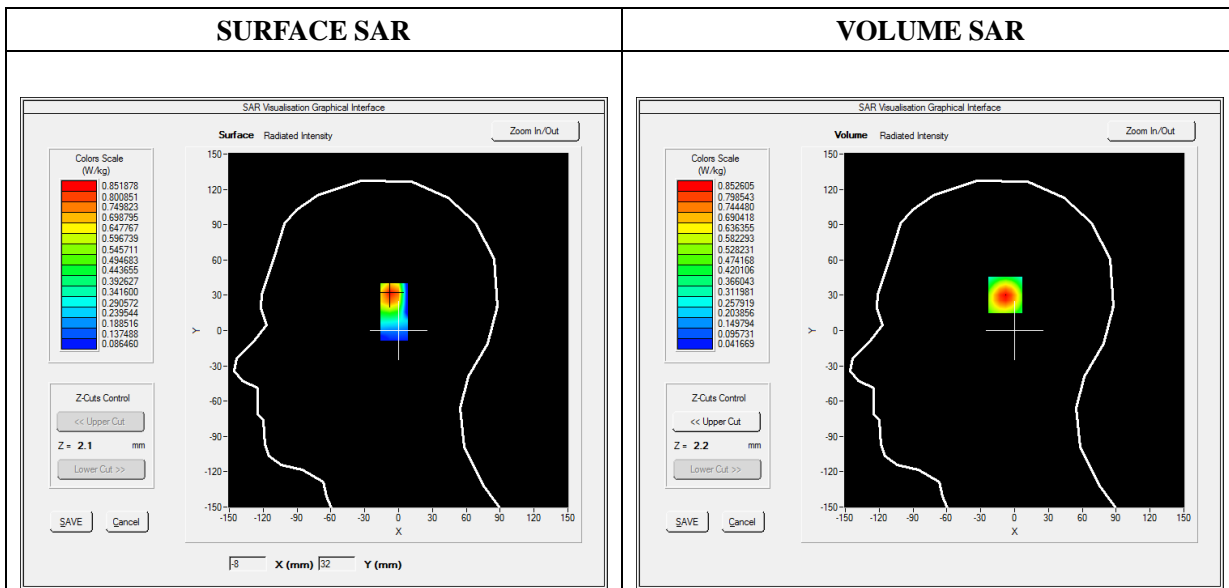 SURFACE SAR
VOLUME SAR
SAR Visualisation Graphical Interface
Surface Radiated Intensity
Zoom In/Out
Colors Scale
(W/kg)
0.851878
0.800851
0.749823
0.698795
0.647767
0.596739
0.545711
0.494683
0.443655
0.392627
0.341600
0.290572
0.239544
0.188516
0.137488
0.086460
150
120
90
60
30
0
-30
-60
-90
-120
-150
Y
-150 -120 -90 -60 -30 0 30 60 90 120 150
X
Z-Cuts Control
<< Upper Cut
Z = 2.1 mm
Lower Cut >>
SAVE Cancel
-8 X (mm) 32 Y (mm)
SAR Visualisation Graphical Interface
Volume Radiated Intensity
Zoom In/Out
Colors Scale
(W/kg)
0.852605
0.798543
0.744480
0.690418
0.636355
0.582293
0.528231
0.474168
0.420106
0.366043
0.311981
0.257919
0.203856
0.149794
0.095731
0.041669
150
120
90
60
30
0
-30
-60
-90
-120
-150
Y
-150 -120 -90 -60 -30 0 30 60 90 120 150
X
Z-Cuts Control
<< Upper Cut
Z = 2.2 mm
Lower Cut >>
SAVE Cancel